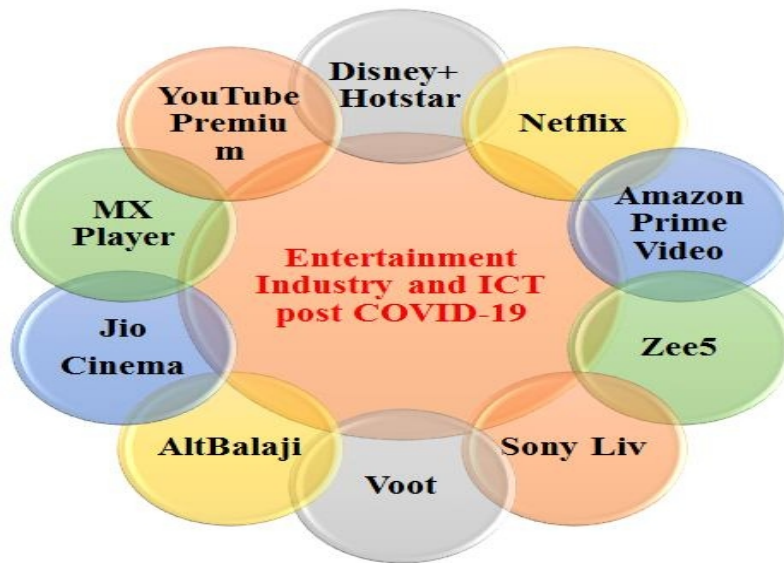 Disney+
Hotstar
Netflix
Amazon
Prime
Video
Zee5
Sony Liv
Voot
AltBalaji
Jio
Cinema
MX
Player
YouTube
Premiu
m
Entertainment
Industry and ICT
post COVID-19